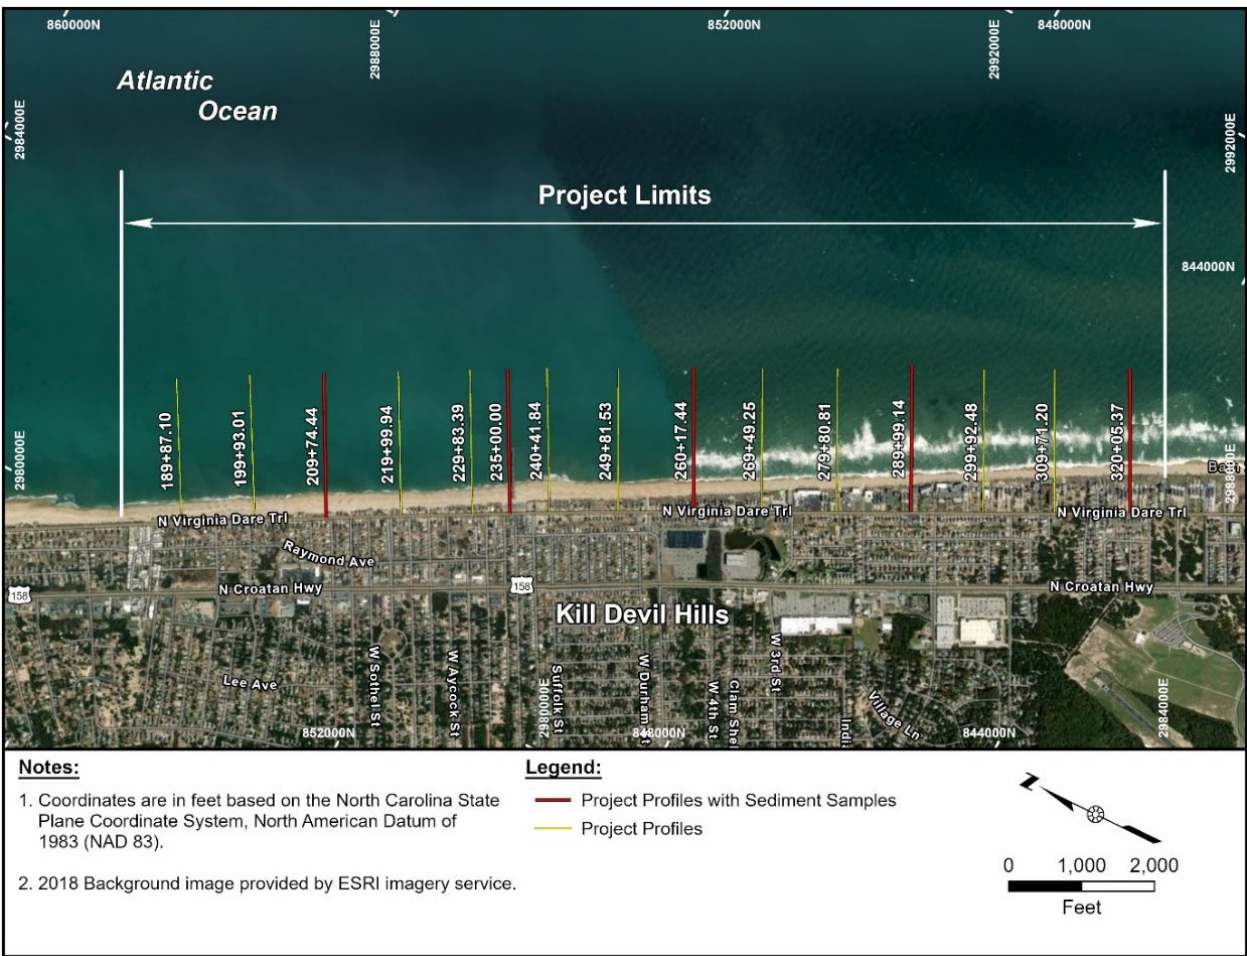 860000N
852000N
848000N
2988000E
2992000E
Atlantic
Ocean
2984000E
2992000E
Project Limits
844000N
189+87.10
199+93.01
209+74.44
219+99.94
229+83.39
235+00.00
240+41.84
249+81.53
260+17.44
269+49.25
279+80.81
289+99.14
299+92.48
309+71.20
320+05.37
2980000E
2988000E
N Virginia Dare Trl
N Virginia Dare Trl
N Virginia Dare Trl
Raymond Ave
N Croatan Hwy
N Croatan Hwy
158
158
Kill Devil Hills
Lee Ave
W Sothel St
W Aycock St
Suffolk St
2980000E
W Durham St
W 4th St
Clam Shel
W 3rd St
Indi
Village Ln
2984000E
852000N
848000N
844000N
Notes:
1. Coordinates are in feet based on the North Carolina State
Plane Coordinate System, North American Datum of
1983 (NAD 83).
2. 2018 Background image provided by ESRI imagery service.
Legend:
Project Profiles with Sediment Samples
Project Profiles
N
0 1,000 2,000
Feet